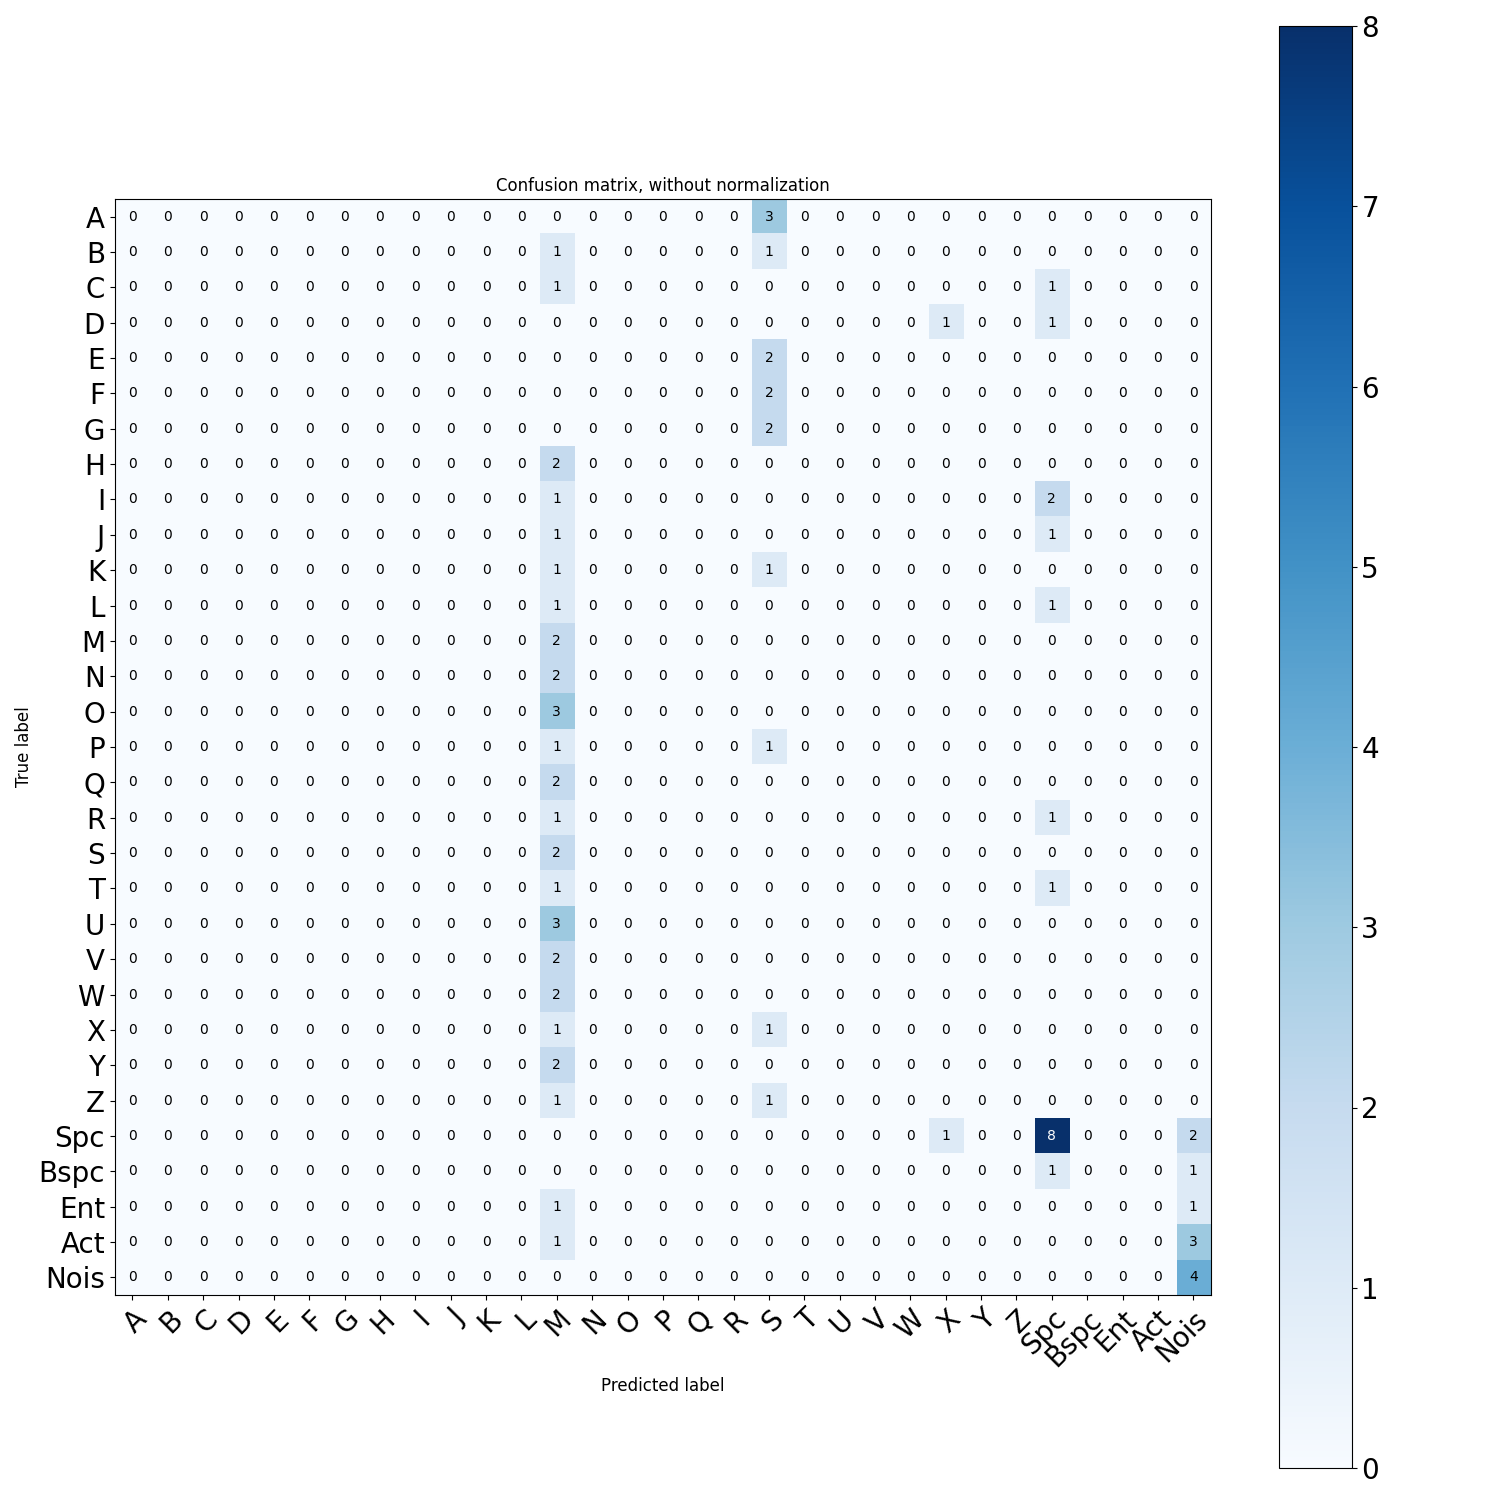 Confusion matrix, without normalization
A 0 0 0 0 0 0 0 0 0 0 0 0 0 0 0 0 0 0 3 0 0 0 0 0 0 0 0 0 0 0 0
B 0 0 0 0 0 0 0 0 0 0 0 0 1 0 0 0 0 0 1 0 0 0 0 0 0 0 0 0 0 0 0
C 0 0 0 0 0 0 0 0 0 0 0 0 1 0 0 0 0 0 0 0 0 0 0 0 0 0 1 0 0 0 0
D 0 0 0 0 0 0 0 0 0 0 0 0 0 0 0 0 0 0 0 0 0 0 0 1 0 0 1 0 0 0 0
E 0 0 0 0 0 0 0 0 0 0 0 0 0 0 0 0 0 0 2 0 0 0 0 0 0 0 0 0 0 0 0
F 0 0 0 0 0 0 0 0 0 0 0 0 0 0 0 0 0 0 2 0 0 0 0 0 0 0 0 0 0 0 0
G 0 0 0 0 0 0 0 0 0 0 0 0 0 0 0 0 0 0 2 0 0 0 0 0 0 0 0 0 0 0 0
H 0 0 0 0 0 0 0 0 0 0 0 0 2 0 0 0 0 0 0 0 0 0 0 0 0 0 0 0 0 0 0
I 0 0 0 0 0 0 0 0 0 0 0 0 1 0 0 0 0 0 0 0 0 0 0 0 0 0 2 0 0 0 0
J 0 0 0 0 0 0 0 0 0 0 0 0 1 0 0 0 0 0 0 0 0 0 0 0 0 0 1 0 0 0 0
K 0 0 0 0 0 0 0 0 0 0 0 0 1 0 0 0 0 0 1 0 0 0 0 0 0 0 0 0 0 0 0
L 0 0 0 0 0 0 0 0 0 0 0 0 1 0 0 0 0 0 0 0 0 0 0 0 0 0 1 0 0 0 0
M 0 0 0 0 0 0 0 0 0 0 0 0 2 0 0 0 0 0 0 0 0 0 0 0 0 0 0 0 0 0 0
N 0 0 0 0 0 0 0 0 0 0 0 0 2 0 0 0 0 0 0 0 0 0 0 0 0 0 0 0 0 0 0
O 0 0 0 0 0 0 0 0 0 0 0 0 3 0 0 0 0 0 0 0 0 0 0 0 0 0 0 0 0 0 0
P 0 0 0 0 0 0 0 0 0 0 0 0 1 0 0 0 0 0 1 0 0 0 0 0 0 0 0 0 0 0 0
Q 0 0 0 0 0 0 0 0 0 0 0 0 2 0 0 0 0 0 0 0 0 0 0 0 0 0 0 0 0 0 0
R 0 0 0 0 0 0 0 0 0 0 0 0 1 0 0 0 0 0 0 0 0 0 0 0 0 0 1 0 0 0 0
S 0 0 0 0 0 0 0 0 0 0 0 0 2 0 0 0 0 0 0 0 0 0 0 0 0 0 0 0 0 0 0
T 0 0 0 0 0 0 0 0 0 0 0 0 1 0 0 0 0 0 0 0 0 0 0 0 0 0 1 0 0 0 0
U 0 0 0 0 0 0 0 0 0 0 0 0 3 0 0 0 0 0 0 0 0 0 0 0 0 0 0 0 0 0 0
V 0 0 0 0 0 0 0 0 0 0 0 0 2 0 0 0 0 0 0 0 0 0 0 0 0 0 0 0 0 0 0
W 0 0 0 0 0 0 0 0 0 0 0 0 2 0 0 0 0 0 0 0 0 0 0 0 0 0 0 0 0 0 0
X 0 0 0 0 0 0 0 0 0 0 0 0 1 0 0 0 0 0 1 0 0 0 0 0 0 0 0 0 0 0 0
Y 0 0 0 0 0 0 0 0 0 0 0 0 2 0 0 0 0 0 0 0 0 0 0 0 0 0 0 0 0 0 0
Z 0 0 0 0 0 0 0 0 0 0 0 0 1 0 0 0 0 0 1 0 0 0 0 0 0 0 0 0 0 0 0
Spc 0 0 0 0 0 0 0 0 0 0 0 0 0 0 0 0 0 0 0 0 0 0 0 1 0 0 8 0 0 0 2
Bspc 0 0 0 0 0 0 0 0 0 0 0 0 0 0 0 0 0 0 0 0 0 0 0 0 0 0 1 0 0 0 1
Ent 0 0 0 0 0 0 0 0 0 0 0 0 1 0 0 0 0 0 0 0 0 0 0 0 0 0 0 0 0 0 1
Act 0 0 0 0 0 0 0 0 0 0 0 0 1 0 0 0 0 0 0 0 0 0 0 0 0 0 0 0 0 0 3
Nois 0 0 0 0 0 0 0 0 0 0 0 0 0 0 0 0 0 0 0 0 0 0 0 0 0 0 0 0 0 0 4
A B C D E F G H I J K L M N O P Q R S T U V W X Y Z Spc Bspc Ent Act Nois
Predicted label
True label
8
7
6
5
4
3
2
1
0